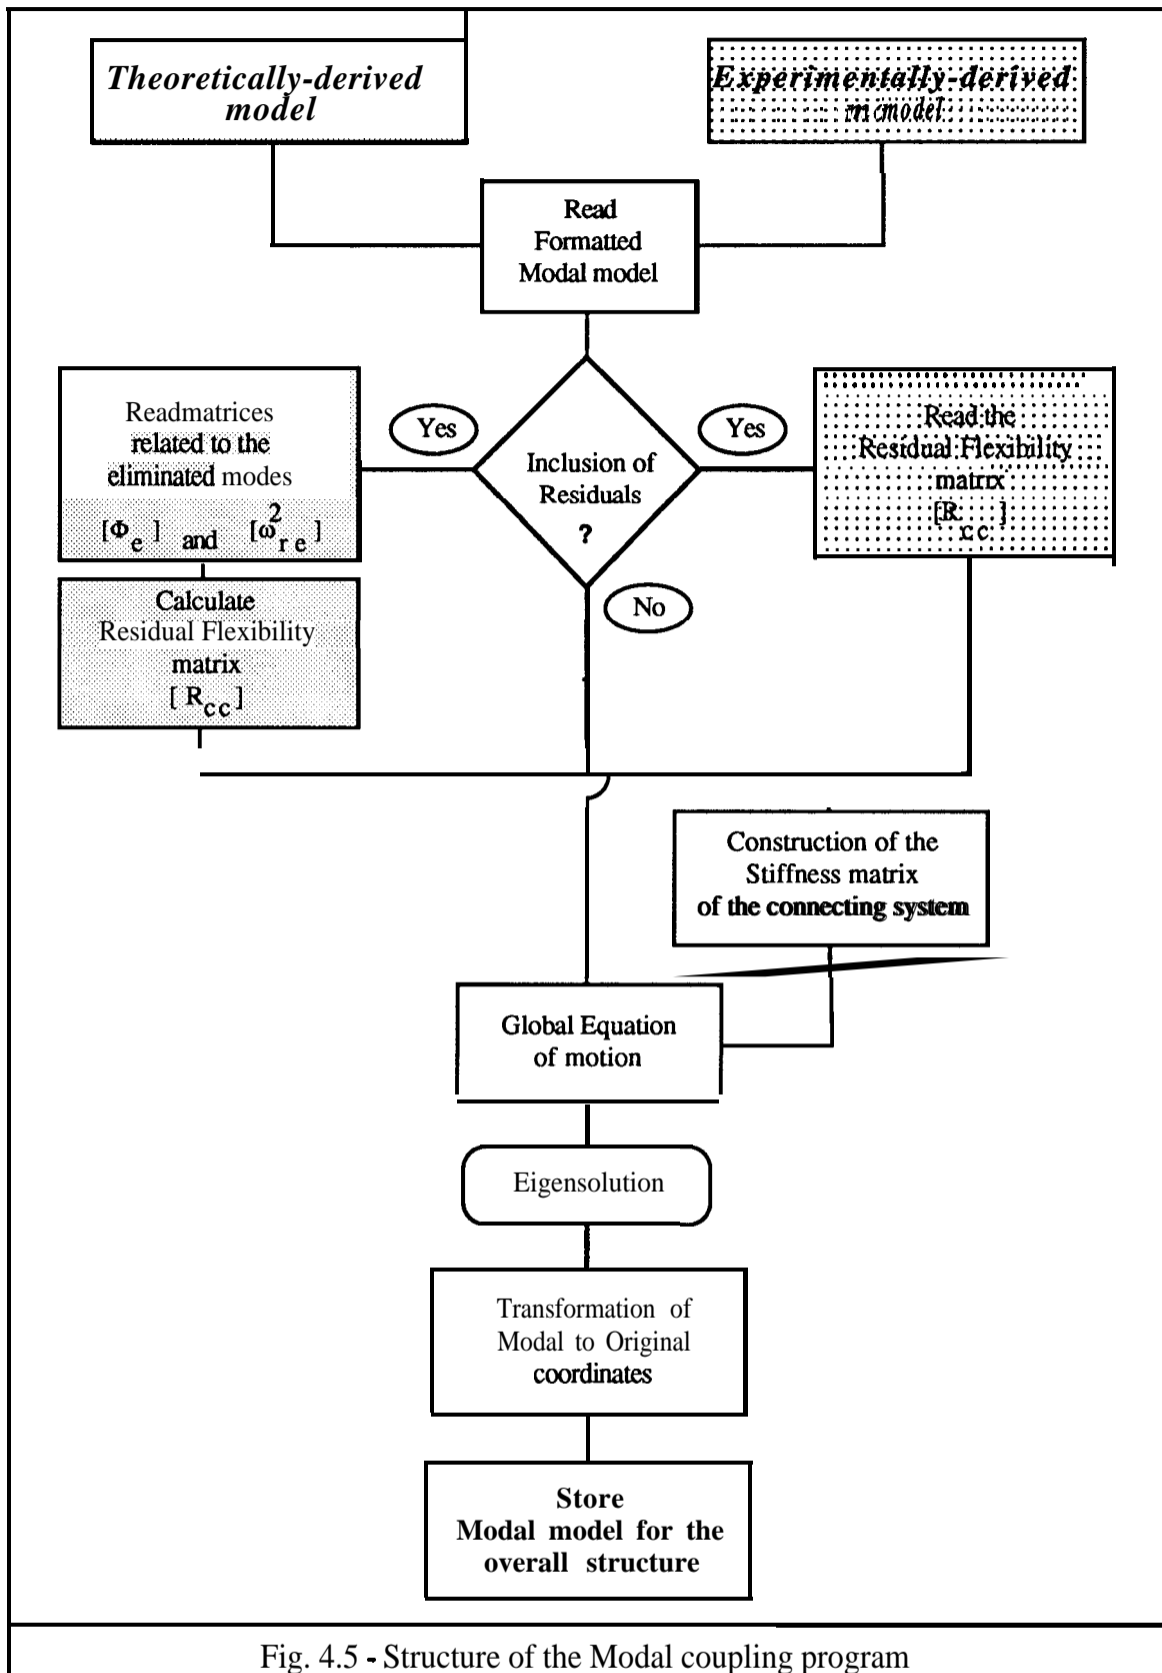 Theoretically-derived
model
Experimentally-derived
model
Read
Formatted
Modal model
Readmatrices
related to the
eliminated modes
[Φe] and [ω²re]
Yes
Inclusion of
Residuals
?
Yes
Read the
Residual Flexibility
matrix
[Rcc]
No
Calculate
Residual Flexibility
matrix
[Rcc]
Construction of the
Stiffness matrix
of the connecting system
Global Equation
of motion
Eigensolution
Transformation of
Modal to Original
coordinates
Store
Modal model for the
overall structure
Fig. 4.5 - Structure of the Modal coupling program